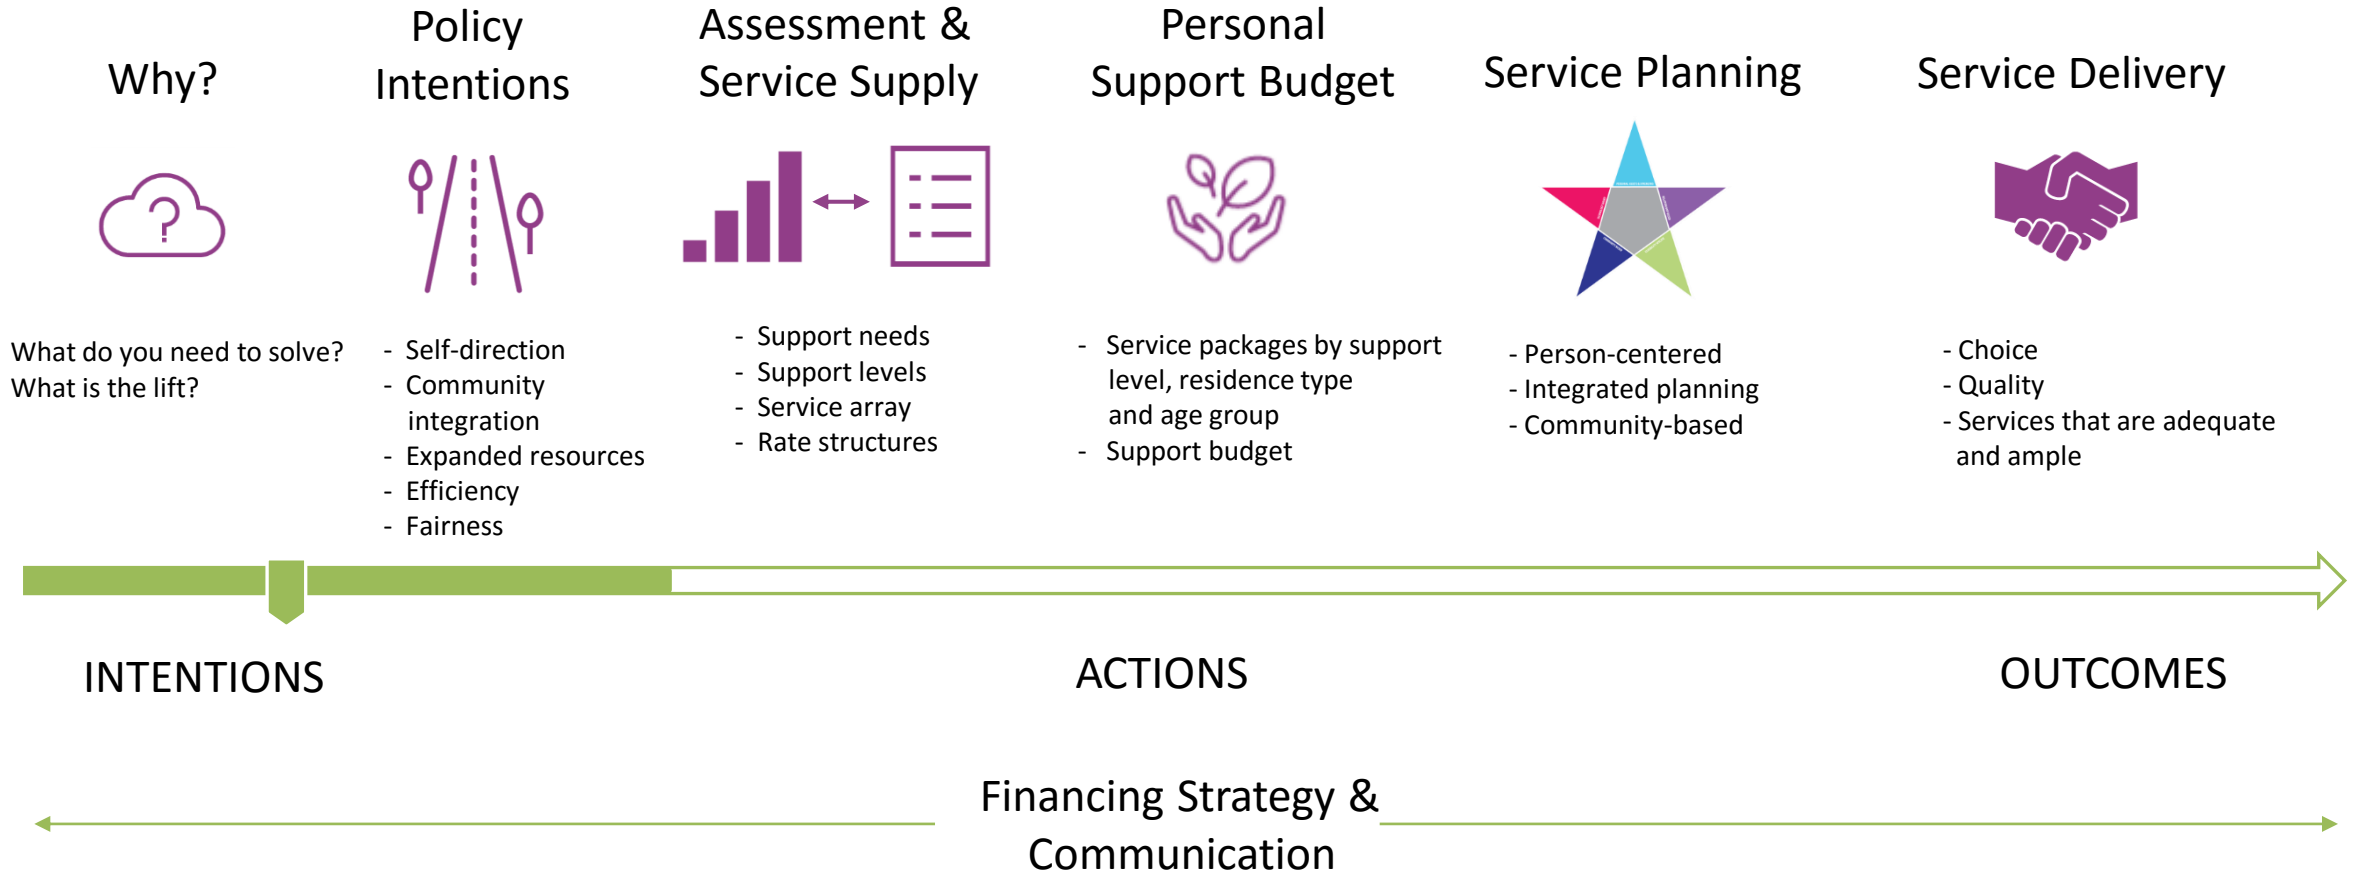 Why?
Policy
Intentions
Assessment &
Service Supply
Personal
Support Budget
Service Planning
Service Delivery
?
What do you need to solve?
What is the lift?
- Self-direction
- Community
integration
- Expanded resources
- Efficiency
- Fairness
- Support needs
- Support levels
- Service array
- Rate structures
- Service packages by support
level, residence type
and age group
- Support budget
- Person-centered
- Integrated planning
- Community-based
- Choice
- Quality
- Services that are adequate
and ample
INTENTIONS
ACTIONS
OUTCOMES
Financing Strategy &
Communication